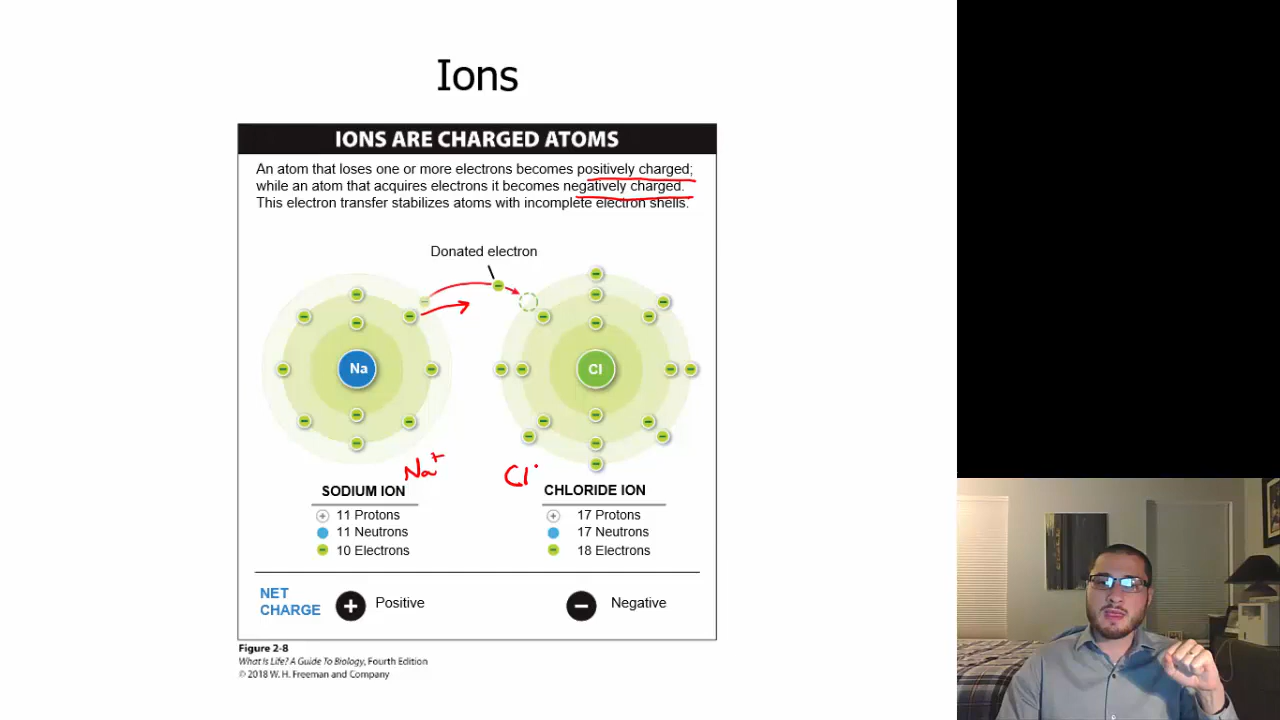 Ions
IONS ARE CHARGED ATOMS
An atom that loses one or more electrons becomes positively charged;
while an atom that acquires electrons it becomes negatively charged.
This electron transfer stabilizes atoms with incomplete electron shells.
Donated electron
Na
Cl
Na+
Cl
SODIUM ION
11 Protons
11 Neutrons
10 Electrons
CHLORIDE ION
17 Protons
17 Neutrons
18 Electrons
NET
CHARGE
Positive
Negative
Figure 2-8
What Is Life? A Guide To Biology, Fourth Edition
© 2018 W. H. Freeman and Company